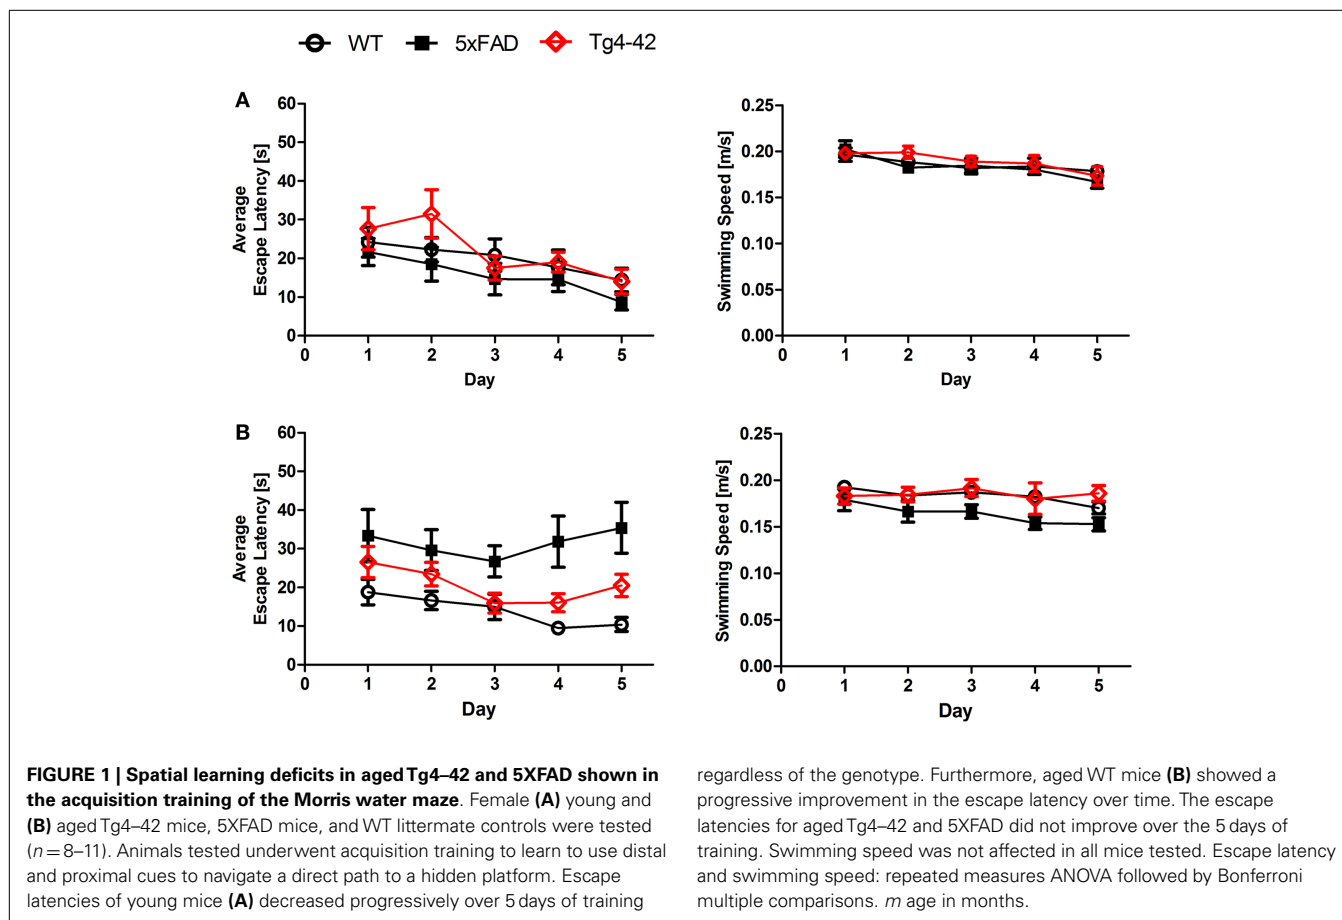 WT 5xFAD Tg4-42
A
60
50
40
30
20
10
0
Average
Escape Latency [s]
0 1 2 3 4 5
Day
0.25
0.20
0.15
0.10
0.05
0.00
Swimming Speed [m/s]
0 1 2 3 4 5
Day
B
60
50
40
30
20
10
0
Average
Escape Latency [s]
0 1 2 3 4 5
Day
0.25
0.20
0.15
0.10
0.05
0.00
Swimming Speed [m/s]
0 1 2 3 4 5
Day
FIGURE 1 | Spatial learning deficits in aged Tg4–42 and 5XFAD shown in
the acquisition training of the Morris water maze. Female (A) young and
(B) aged Tg4–42 mice, 5XFAD mice, and WT littermate controls were tested
(n = 8–11). Animals tested underwent acquisition training to learn to use distal
and proximal cues to navigate a direct path to a hidden platform. Escape
latencies of young mice (A) decreased progressively over 5 days of training
regardless of the genotype. Furthermore, aged WT mice (B) showed a
progressive improvement in the escape latency over time. The escape
latencies for aged Tg4–42 and 5XFAD did not improve over the 5 days of
training. Swimming speed was not affected in all mice tested. Escape latency
and swimming speed: repeated measures ANOVA followed by Bonferroni
multiple comparisons. m age in months.